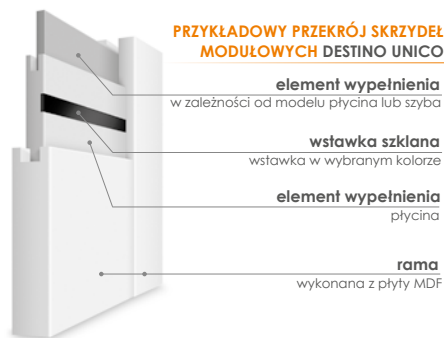 PRZYKŁADOWY PRZEKRÓJ SKRZYDEŁ
MODUŁOWYCH DESTINO UNICO
element wypełnienia
w zależności od modelu płycina lub szyba
wstawka szklana
wstawka w wybranym kolorze
element wypełnienia
płycina
rama
wykonana z płyty MDF